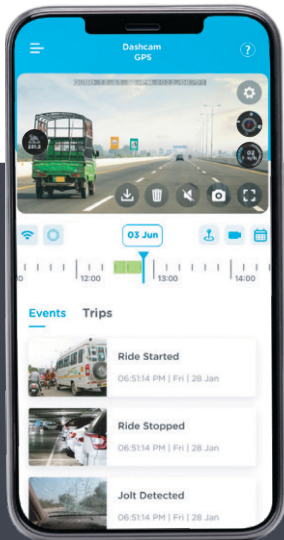 Dashcam
GPS
?
03 Jun
12:00
13:00
14:00
Events
Trips
Ride Started
06:51:14 PM | Fri | 28 Jan
Ride Stopped
06:51:14 PM | Fri | 28 Jan
Jolt Detected
06:51:14 PM | Fri | 28 Jan